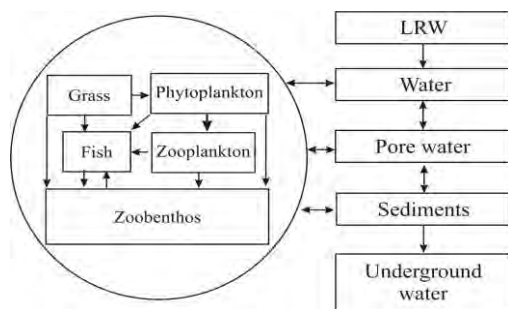 LRW
Grass
Phytoplankton
Water
Fish
Zooplankton
Pore water
Zoobenthos
Sediments
Underground
water